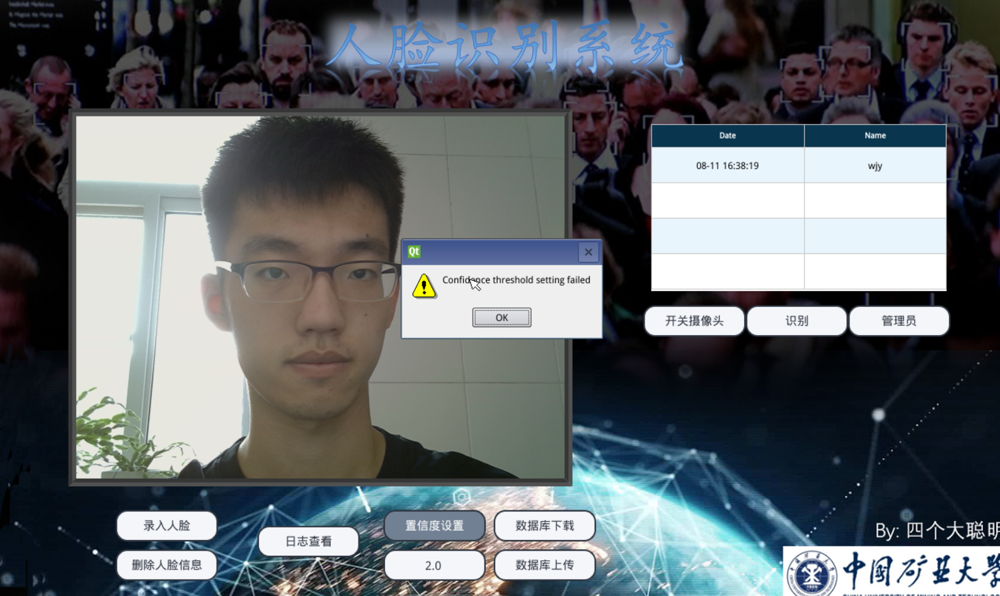 人脸识别系统
Date Name
08-11 16:38:19 wjy
Qt
Confidence threshold setting failed
OK
开关摄像头 识别 管理员
录入人脸
置信度设置 数据库下载
日志查看
删除人脸信息
2.0 数据库上传
By: 四个大聪明
中国矿业大学